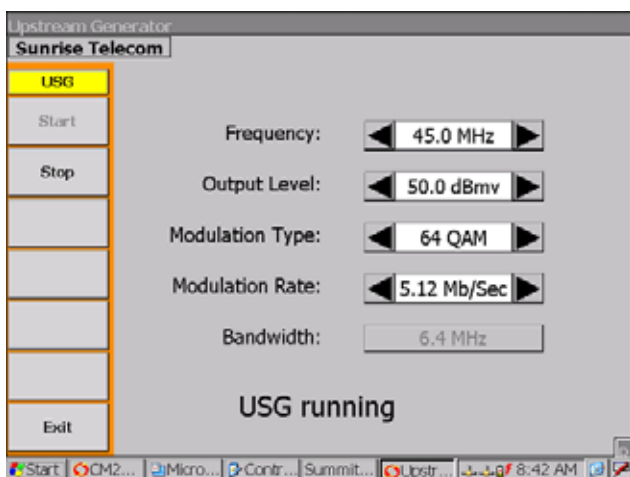 Upstream Generator
Sunrise Telecom
USG
Start
Stop
Exit
Frequency: 45.0 MHz
Output Level: 50.0 dBmv
Modulation Type: 64 QAM
Modulation Rate: 5.12 Mb/Sec
Bandwidth: 6.4 MHz
USG running
Start CM2... Micro... Contr... Summit... Upstr... 8:42 AM